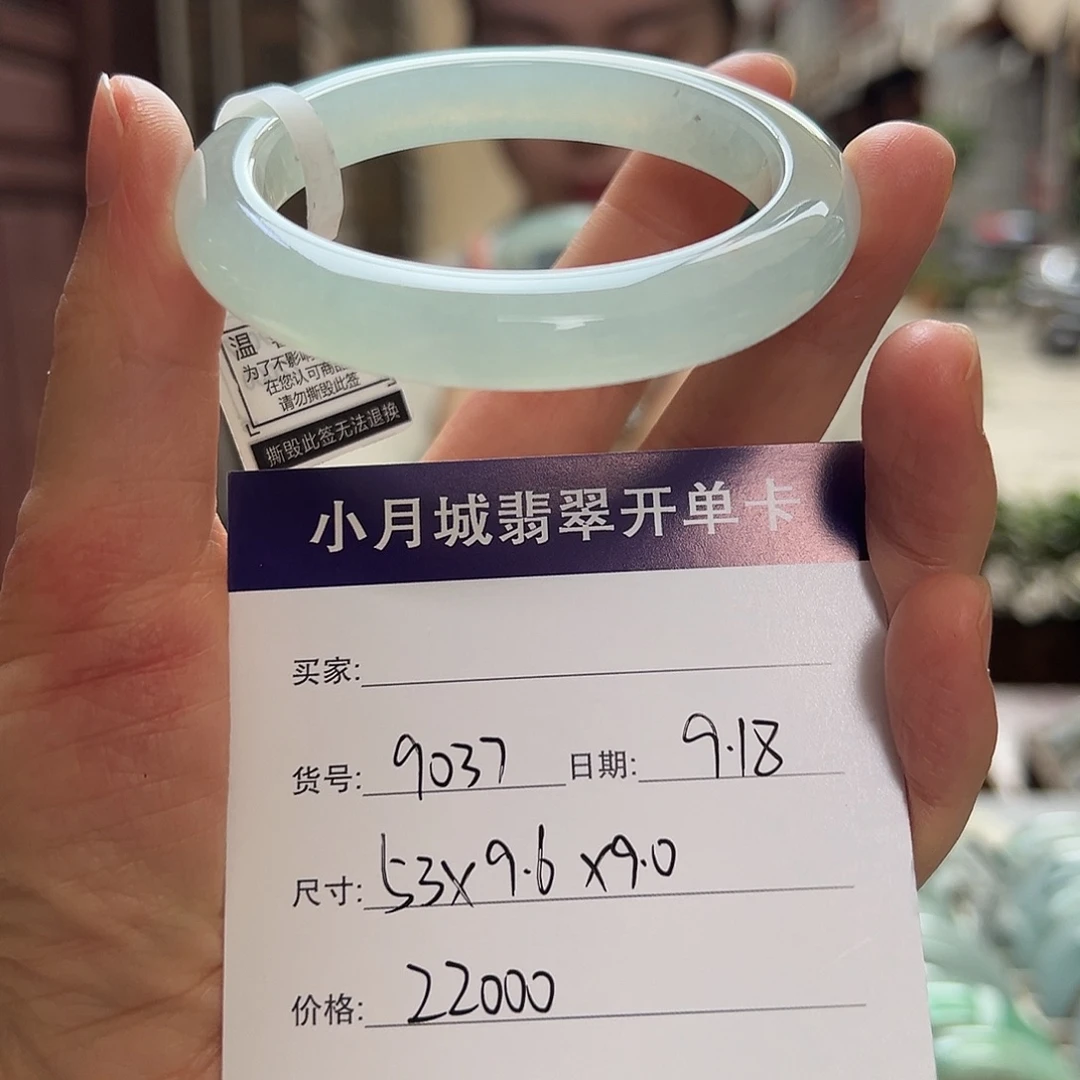 温
为了不影
在您认可商品
请勿撕毁此签
撕毁此签无法退换
小月城翡翠开单卡
买家:
货号: 9037 日期: 9.18
尺寸: 53x9.6x9.0
价格: 22000